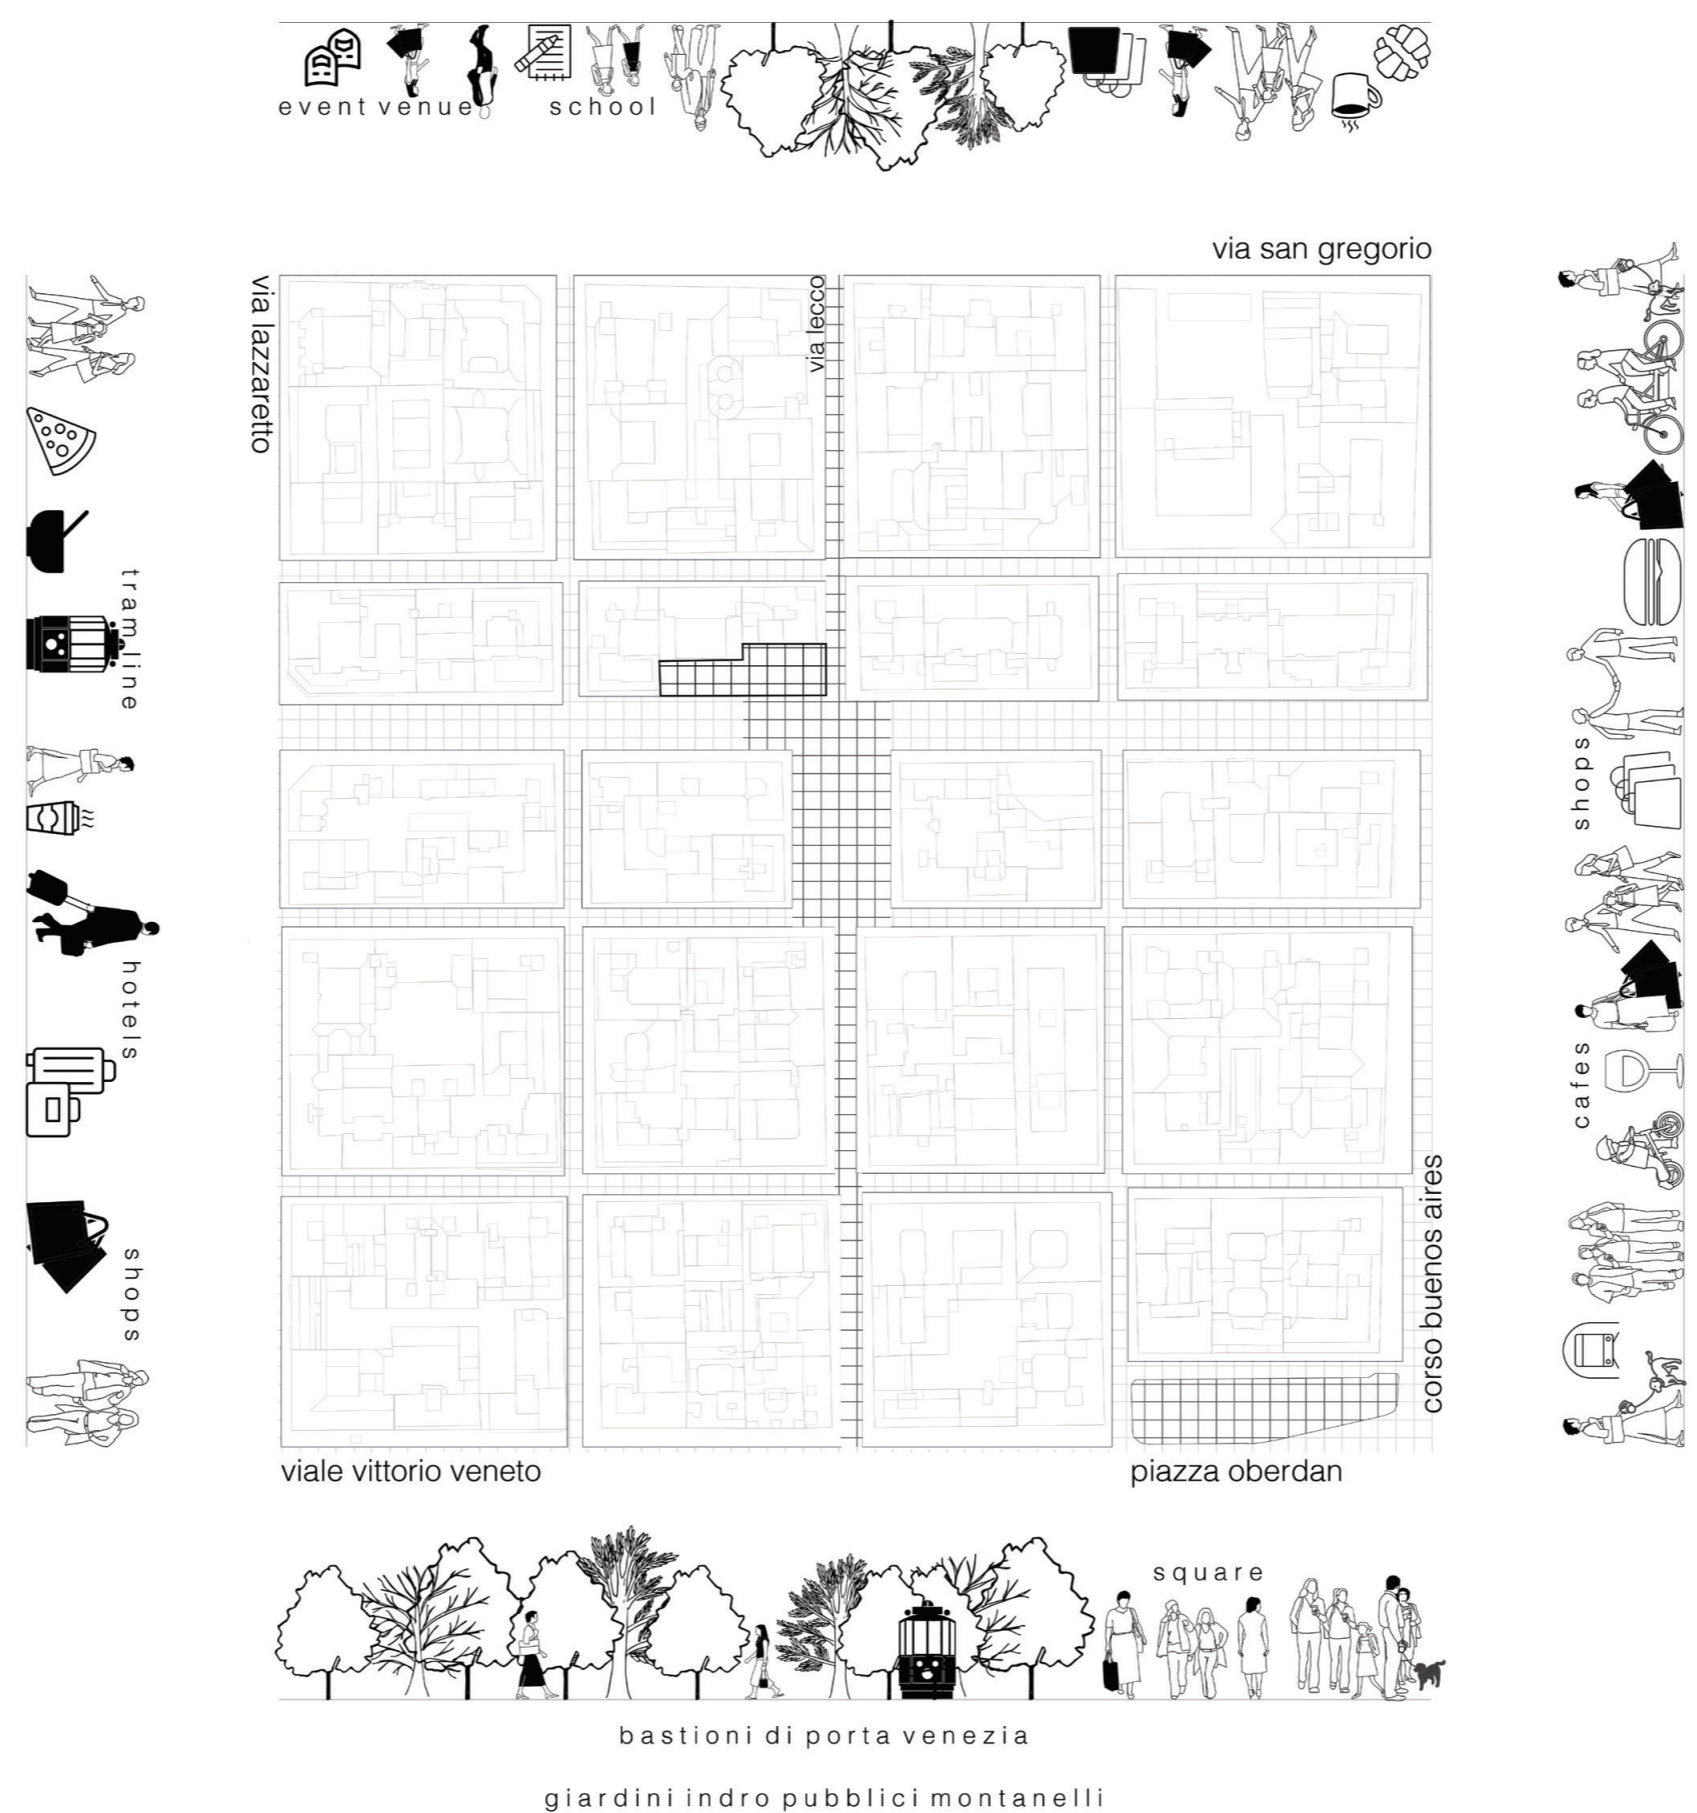 event venue
school
via san gregorio
via lazzaretto
via lecco
tram line
hotels
shops
shops
cafes
corso buenos aires
viale vittorio veneto
piazza oberdan
square
bastioni di porta venezia
giardini indro pubblici montanelli